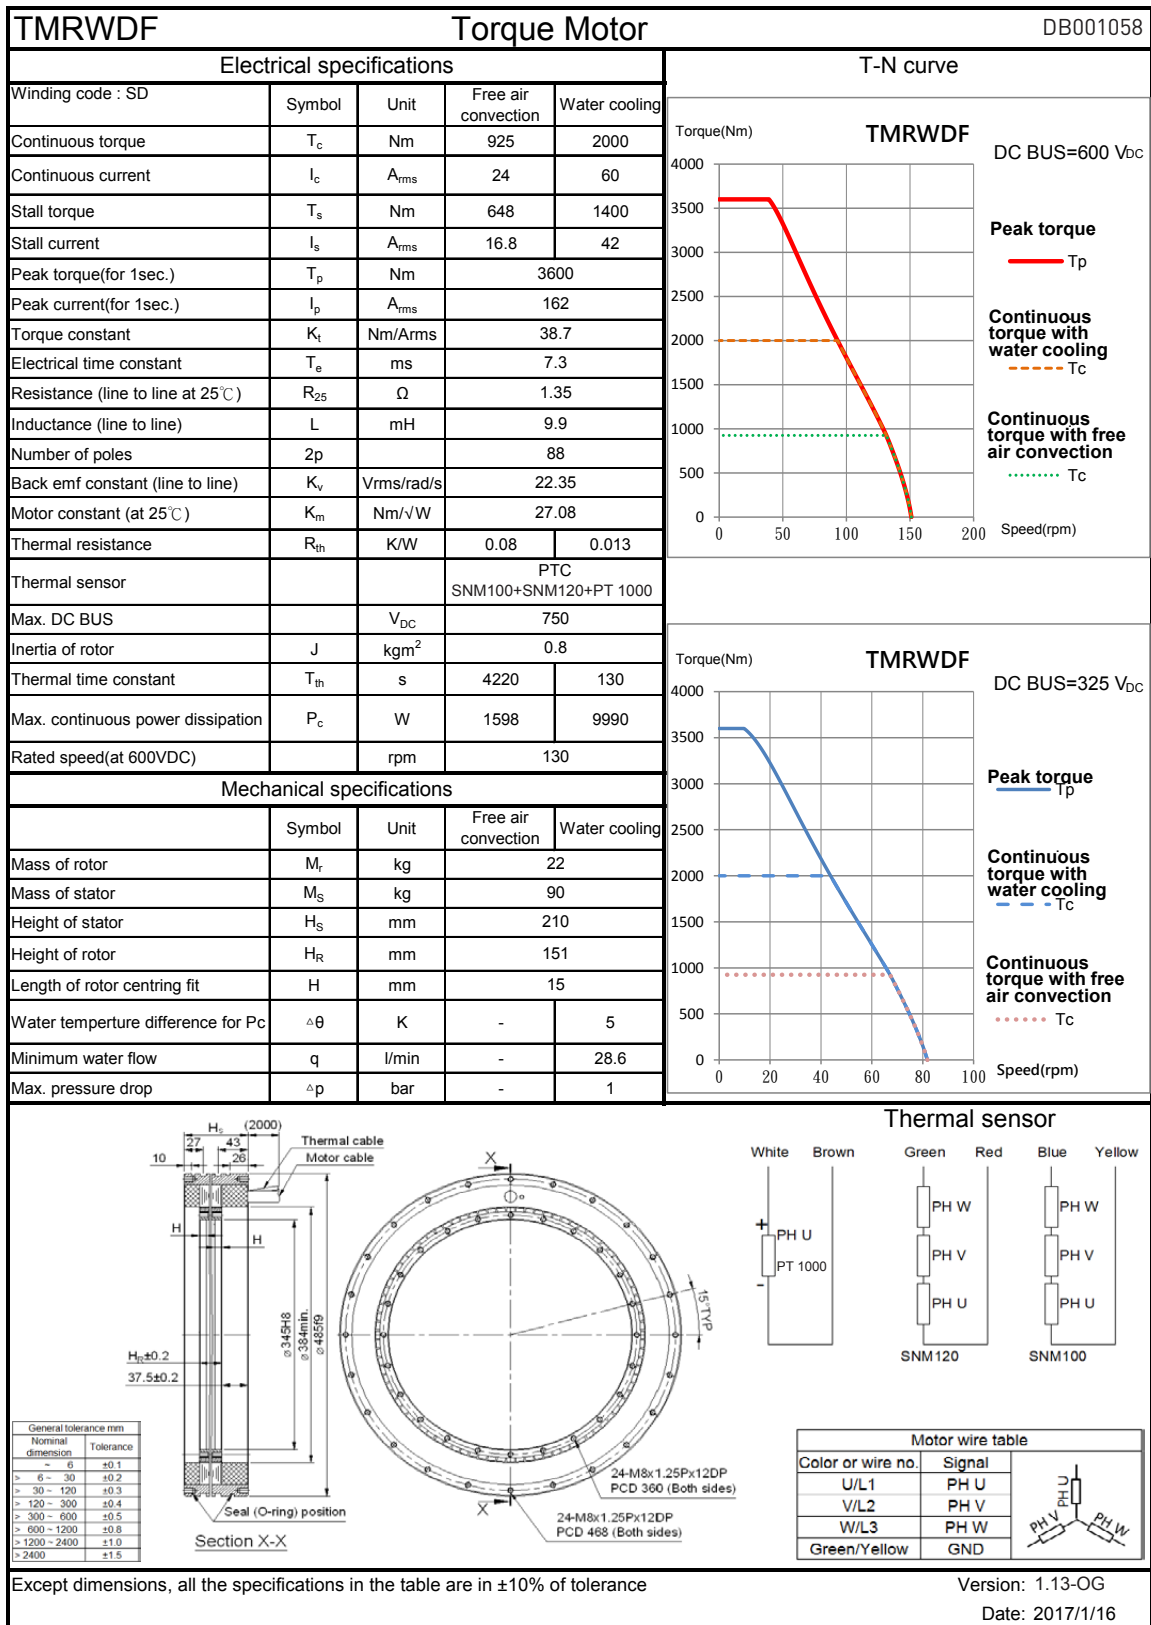 TMRWDF Torque Motor DB001058
Electrical specifications
Winding code : SD Symbol Unit Free air convection Water cooling
Continuous torque Tc Nm 925 2000
Continuous current Ic Arms 24 60
Stall torque Ts Nm 648 1400
Stall current Is Arms 16.8 42
Peak torque(for 1sec.) Tp Nm 3600
Peak current(for 1sec.) Ip Arms 162
Torque constant Kt Nm/Arms 38.7
Electrical time constant Te ms 7.3
Resistance (line to line at 25℃) R25 Ω 1.35
Inductance (line to line) L mH 9.9
Number of poles 2p 88
Back emf constant (line to line) Kv Vrms/rad/s 22.35
Motor constant (at 25℃) Km Nm/√W 27.08
Thermal resistance Rth K/W 0.08 0.013
Thermal sensor PTC
SNM100+SNM120+PT 1000
Max. DC BUS VDC 750
Inertia of rotor J kgm² 0.8
Thermal time constant Tth s 4220 130
Max. continuous power dissipation Pc W 1598 9990
Rated speed(at 600VDC) rpm 130
Mechanical specifications
Symbol Unit Free air convection Water cooling
Mass of rotor Mr kg 22
Mass of stator MS kg 90
Height of stator HS mm 210
Height of rotor HR mm 151
Length of rotor centring fit H mm 15
Water temperture difference for Pc △θ K - 5
Minimum water flow q l/min - 28.6
Max. pressure drop △p bar - 1
T-N curve
Torque(Nm) TMRWDF
DC BUS=600 VDC
4000
3500
3000
2500
2000
1500
1000
500
0
0 50 100 150 200 Speed(rpm)
Peak torque
Tp
Continuous
torque with
water cooling
Tc
Continuous
torque with free
air convection
Tc
Torque(Nm) TMRWDF
DC BUS=325 VDC
4000
3500
3000
2500
2000
1500
1000
500
0
0 20 40 60 80 100 Speed(rpm)
Peak torque
Tp
Continuous
torque with
water cooling
Tc
Continuous
torque with free
air convection
Tc
Hs (2000)
27 43
10 26
Thermal cable
Motor cable
H
H
⌀345H8
⌀384min.
⌀485f9
HR±0.2
37.5±0.2
Seal (O-ring) position
Section X-X
X
X
15°TYP
24-M8x1.25Px12DP
PCD 360 (Both sides)
24-M8x1.25Px12DP
PCD 468 (Both sides)
General tolerance mm
Nominal dimension Tolerance
~ 6 ±0.1
> 6 ~ 30 ±0.2
> 30 ~ 120 ±0.3
> 120 ~ 300 ±0.4
> 300 ~ 600 ±0.5
> 600 ~ 1200 ±0.8
> 1200 ~ 2400 ±1.0
> 2400 ±1.5
Thermal sensor
White Brown Green Red Blue Yellow
+
PH U
PT 1000
-
PH W
PH V
PH U
SNM120
PH W
PH V
PH U
SNM100
Motor wire table
Color or wire no. Signal
U/L1 PH U
V/L2 PH V
W/L3 PH W
Green/Yellow GND
PH U
PH V
PH W
Except dimensions, all the specifications in the table are in ±10% of tolerance
Version: 1.13-OG
Date: 2017/1/16